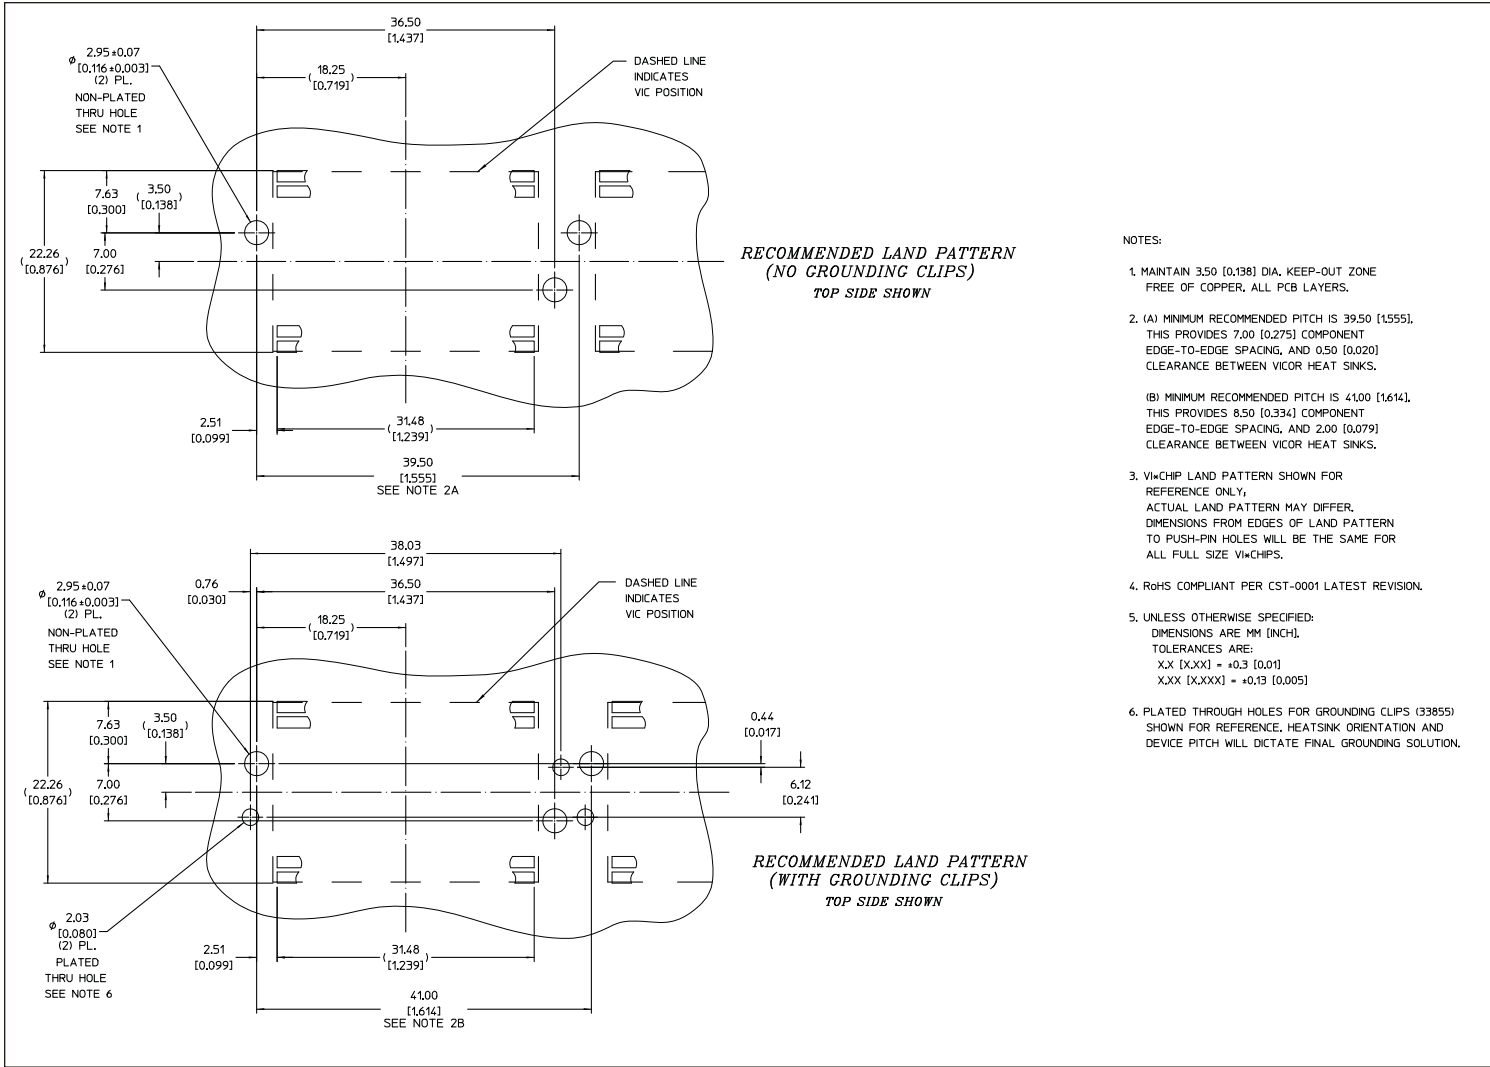 36.50
[1.437]
⌀ 2.95±0.07
[0.116±0.003]
(2) PL.
NON-PLATED
THRU HOLE
SEE NOTE 1
(18.25
[0.719])
DASHED LINE
INDICATES
VIC POSITION
7.63
[0.300]
(3.50
[0.138])
(22.26
[0.876])
7.00
[0.276]
RECOMMENDED LAND PATTERN
(NO GROUNDING CLIPS)
TOP SIDE SHOWN
2.51
[0.099]
(31.48
[1.239])
39.50
[1.555]
SEE NOTE 2A
38.03
[1.497]
0.76
[0.030]
36.50
[1.437]
⌀ 2.95±0.07
[0.116±0.003]
(2) PL.
NON-PLATED
THRU HOLE
SEE NOTE 1
(18.25
[0.719])
DASHED LINE
INDICATES
VIC POSITION
7.63
[0.300]
(3.50
[0.138])
0.44
[0.017]
(22.26
[0.876])
7.00
[0.276]
6.12
[0.241]
RECOMMENDED LAND PATTERN
(WITH GROUNDING CLIPS)
TOP SIDE SHOWN
⌀ 2.03
[0.080]
(2) PL.
PLATED
THRU HOLE
SEE NOTE 6
2.51
[0.099]
(31.48
[1.239])
41.00
[1.614]
SEE NOTE 2B
NOTES:
1. MAINTAIN 3.50 [0.138] DIA. KEEP-OUT ZONE
FREE OF COPPER, ALL PCB LAYERS.
2. (A) MINIMUM RECOMMENDED PITCH IS 39.50 [1.555],
THIS PROVIDES 7.00 [0.275] COMPONENT
EDGE-TO-EDGE SPACING, AND 0.50 [0.020]
CLEARANCE BETWEEN VICOR HEAT SINKS.
(B) MINIMUM RECOMMENDED PITCH IS 41.00 [1.614],
THIS PROVIDES 8.50 [0.334] COMPONENT
EDGE-TO-EDGE SPACING, AND 2.00 [0.079]
CLEARANCE BETWEEN VICOR HEAT SINKS.
3. VI*CHIP LAND PATTERN SHOWN FOR
REFERENCE ONLY;
ACTUAL LAND PATTERN MAY DIFFER.
DIMENSIONS FROM EDGES OF LAND PATTERN
TO PUSH-PIN HOLES WILL BE THE SAME FOR
ALL FULL SIZE VI*CHIPS.
4. RoHS COMPLIANT PER CST-0001 LATEST REVISION.
5. UNLESS OTHERWISE SPECIFIED:
DIMENSIONS ARE MM [INCH].
TOLERANCES ARE:
X.X [X.XX] = ±0.3 [0.01]
X.XX [X.XXX] = ±0.13 [0.005]
6. PLATED THROUGH HOLES FOR GROUNDING CLIPS (33855)
SHOWN FOR REFERENCE. HEATSINK ORIENTATION AND
DEVICE PITCH WILL DICTATE FINAL GROUNDING SOLUTION.